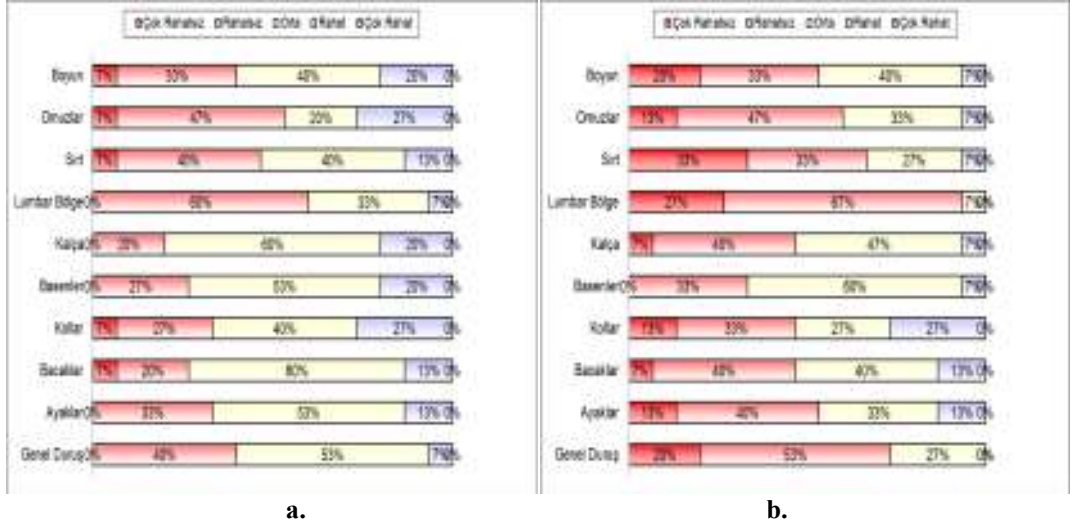 Çok Rahatsız Rahatsız Orta Rahat Çok Rahat
Boyun 7% 33% 40% 20% 0%
Omuzlar 7% 47% 20% 27% 0%
Sırt 7% 40% 40% 13% 0%
Lumbar Bölge 0% 60% 33% 7% 0%
Kalça 0% 20% 60% 20% 0%
Basenler 0% 27% 53% 20% 0%
Kollar 7% 27% 40% 27% 0%
Bacaklar 7% 20% 60% 13% 0%
Ayaklar 0% 33% 53% 13% 0%
Genel Duruş 0% 40% 53% 7% 0%
a.
Çok Rahatsız Rahatsız Orta Rahat Çok Rahat
Boyun 20% 33% 40% 7% 0%
Omuzlar 13% 47% 33% 7% 0%
Sırt 33% 33% 27% 7% 0%
Lumbar Bölge 27% 67% 7% 0%
Kalça 7% 40% 47% 7% 0%
Basenler 0% 33% 60% 7% 0%
Kollar 13% 33% 27% 27% 0%
Bacaklar 7% 40% 40% 13% 0%
Ayaklar 13% 40% 33% 13% 0%
Genel Duruş 20% 53% 27% 0%
b.